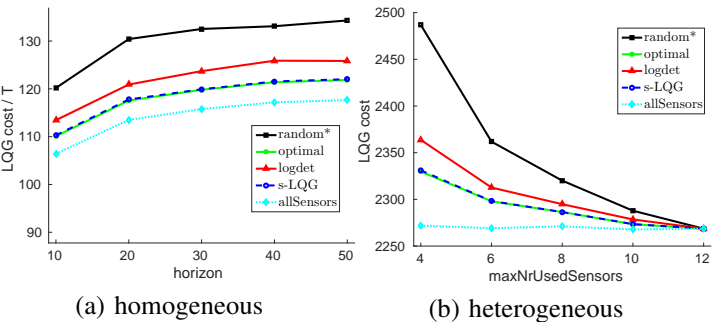 LQG cost / T
130
120
110
100
90
10
20
30
40
50
horizon
random*
optimal
logdet
s-LQG
allSensors
(a) homogeneous
LQG cost
2500
2450
2400
2350
2300
2250
4
6
8
10
12
maxNrUsedSensors
random*
optimal
logdet
s-LQG
allSensors
(b) heterogeneous